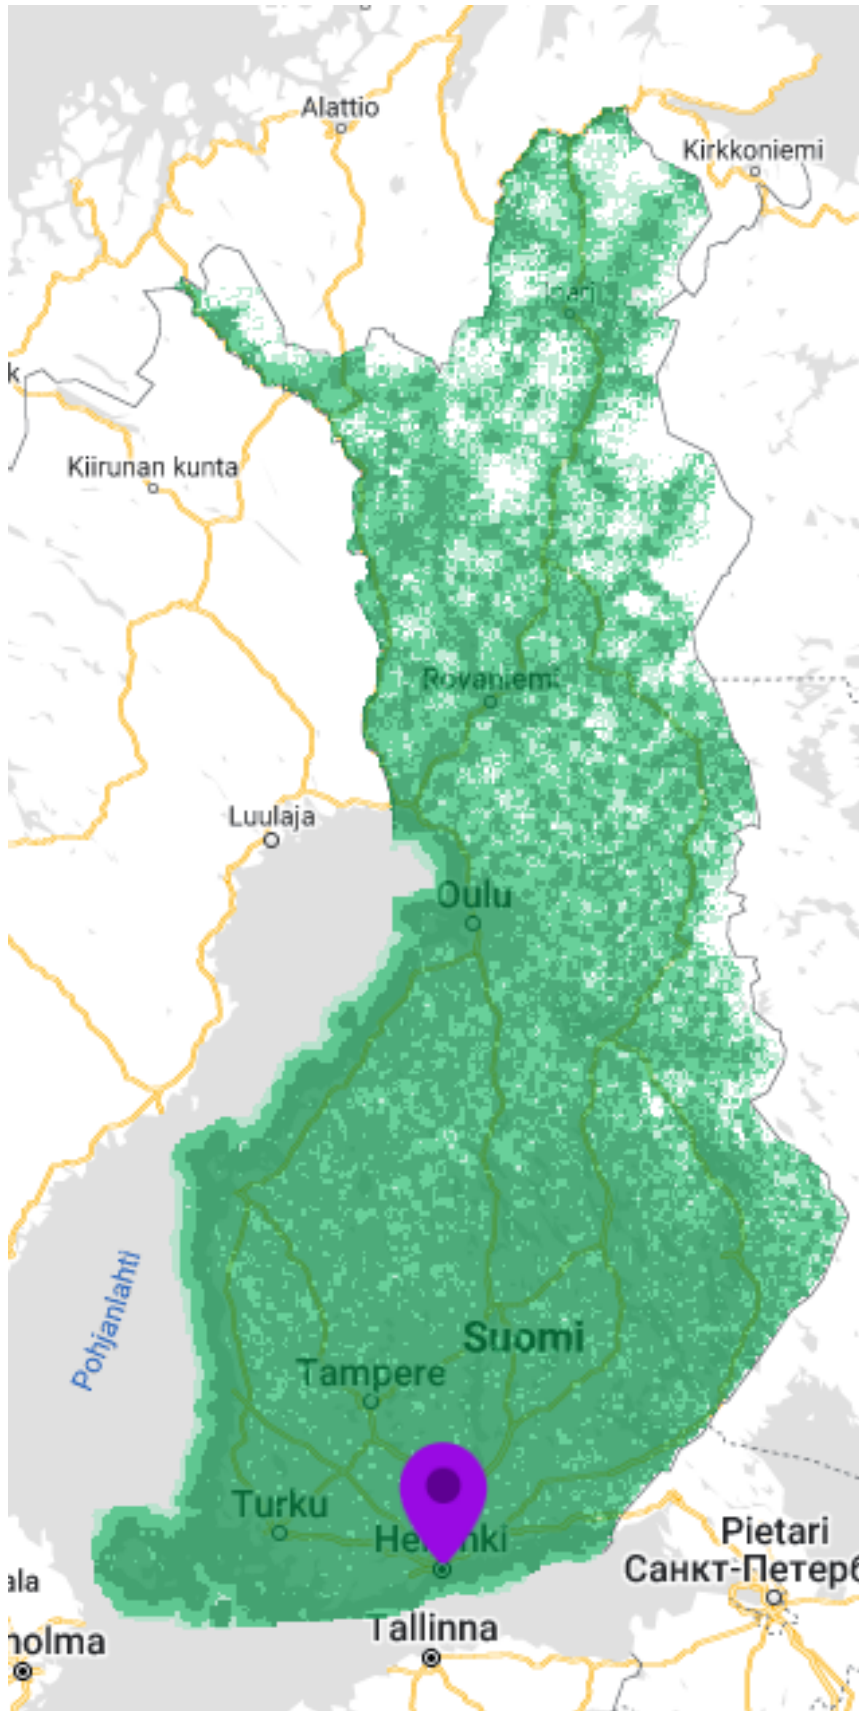 Alattio
Kirkkoniemi
Inari
k
Kiirunan kunta
Rovaniemi
Luulaja
Oulu
Pohjanlahti
Suomi
Tampere
Turku
Pietari
Санкт-Петерб
ala
Tallinna
holma